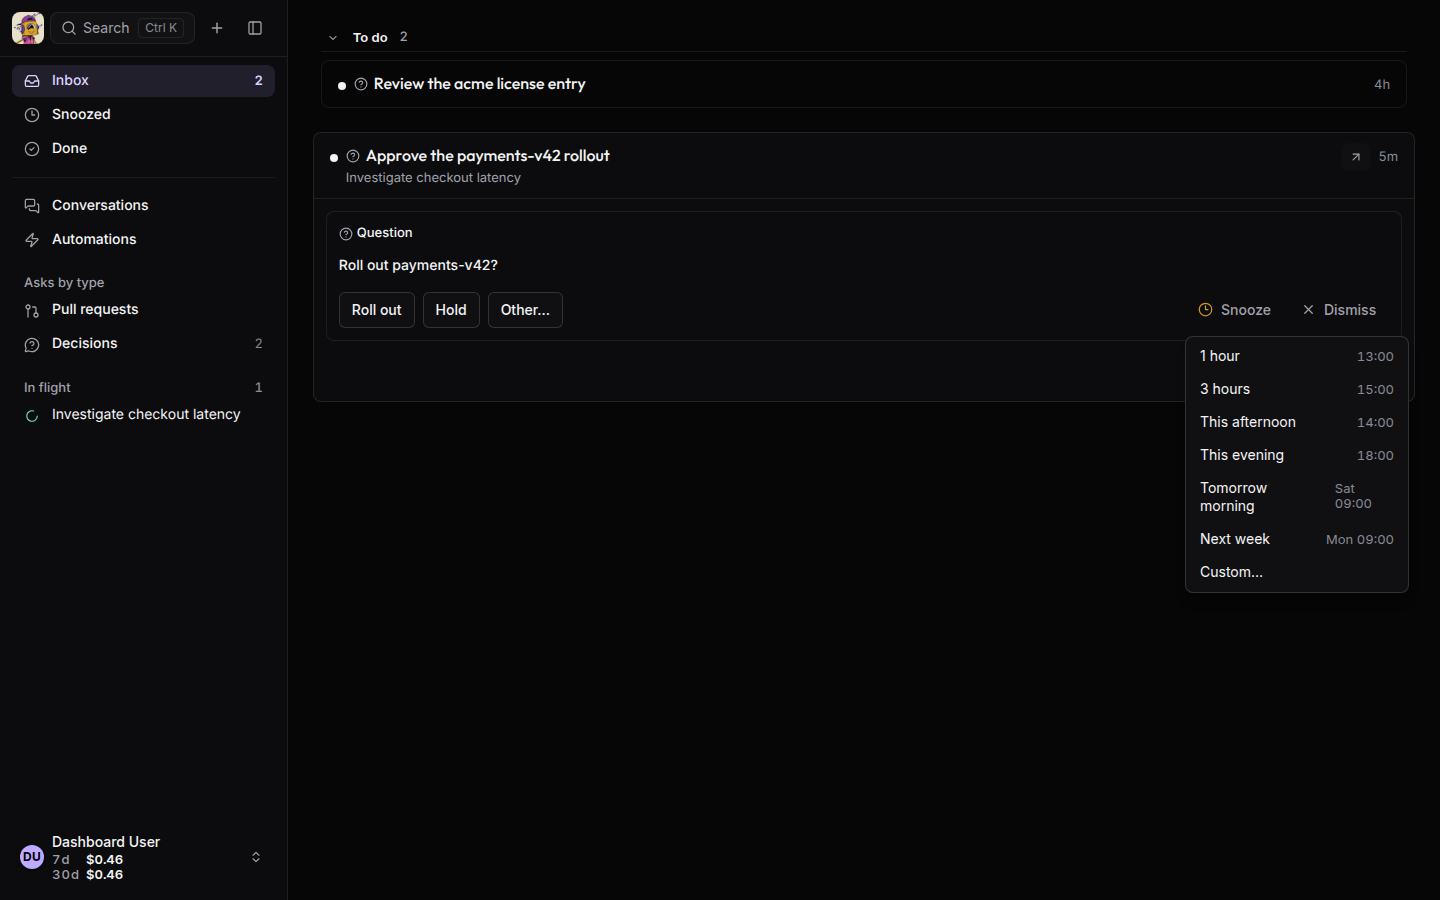 Search Ctrl K
Inbox 2
Snoozed
Done
Conversations
Automations
Asks by type
Pull requests
Decisions 2
In flight 1
Investigate checkout latency
DU Dashboard User
7d $0.46
30d $0.46
To do 2
Review the acme license entry 4h
Approve the payments-v42 rollout 5m
Investigate checkout latency
Question
Roll out payments-v42?
Roll out Hold Other... Snooze Dismiss
1 hour 13:00
3 hours 15:00
This afternoon 14:00
This evening 18:00
Tomorrow morning Sat 09:00
Next week Mon 09:00
Custom...